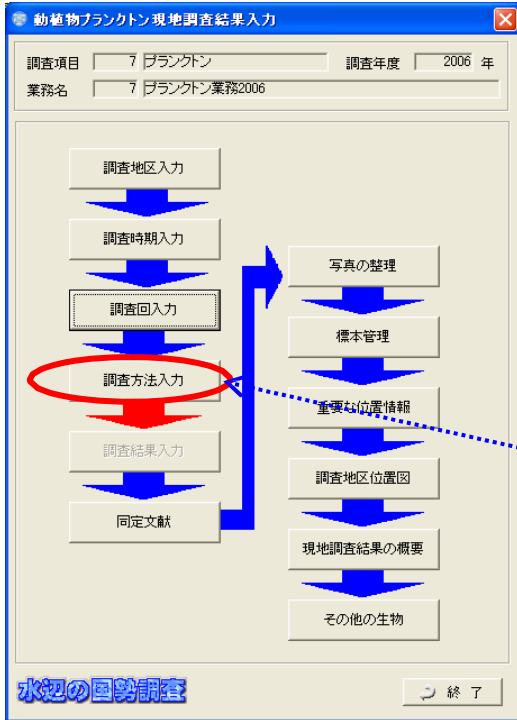 動植物プランクトン現地調査結果入力
調査項目 7 プランクトン 調査年度 2006 年
業務名 7 プランクトン業務2006
調査地区入力
調査時期入力
調査回入力
調査方法入力
調査結果入力
同定文献
写真の整理
標本管理
重要な位置情報
調査地区位置図
現地調査結果の概要
その他の生物
水辺の国勢調査
終 了